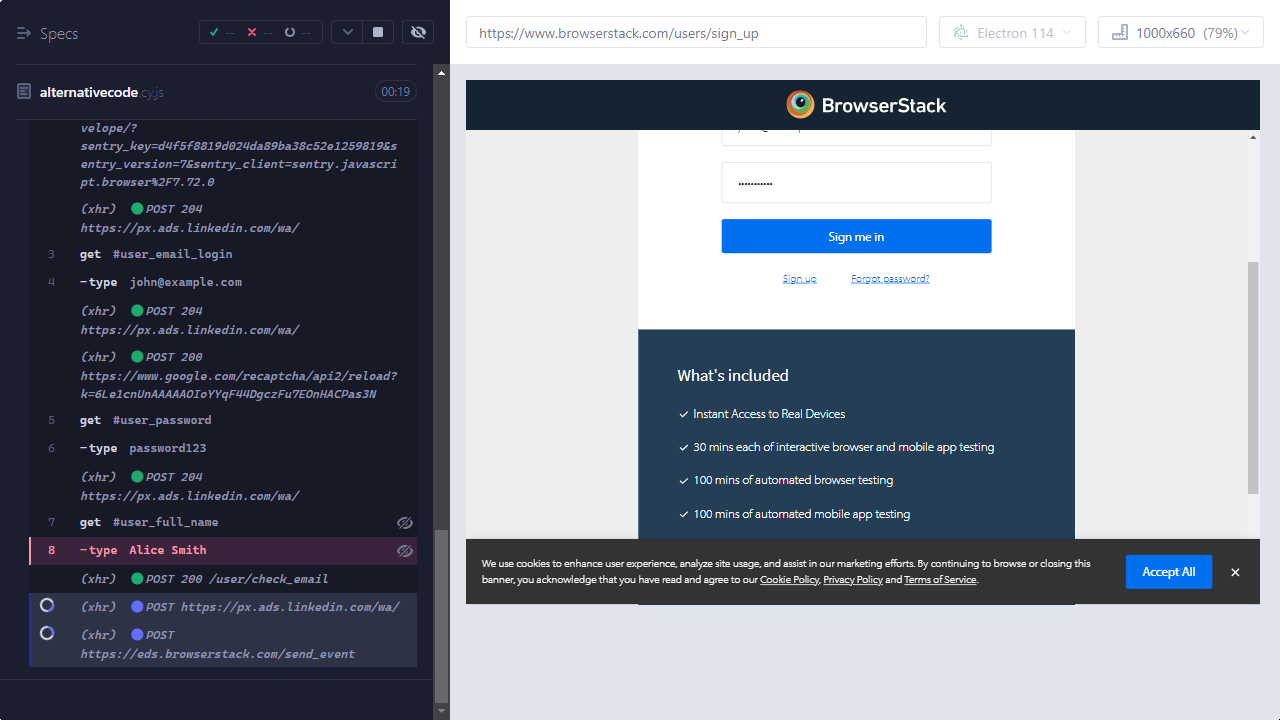 Specs
--
--
--
alternativecode.cy.js
00:19
velope/?
sentry_key=d4f5f8819d024da89ba38c52e1259819&s
entry_version=7&sentry_client=sentry.javascri
pt.browser%2F7.72.0
(xhr) POST 204
https://px.ads.linkedin.com/wa/
3 get #user_email_login
4 -type john@example.com
(xhr) POST 204
https://px.ads.linkedin.com/wa/
(xhr) POST 200
https://www.google.com/recaptcha/api2/reload?
k=6Le1cnUnAAAAAOIoYYqF44DgczFu7EOnHACPas3N
5 get #user_password
6 -type password123
(xhr) POST 204
https://px.ads.linkedin.com/wa/
7 get #user_full_name
8 -type Alice Smith
(xhr) POST 200 /user/check_email
(xhr) POST https://px.ads.linkedin.com/wa/
(xhr) POST
https://eds.browserstack.com/send_event
https://www.browserstack.com/users/sign_up
Electron 114
1000x660 (79%)
BrowserStack
Sign me in
Sign up
Forgot password?
What's included
Instant Access to Real Devices
30 mins each of interactive browser and mobile app testing
100 mins of automated browser testing
100 mins of automated mobile app testing
We use cookies to enhance user experience, analyze site usage, and assist in our marketing efforts. By continuing to browse or closing this
banner, you acknowledge that you have read and agree to our Cookie Policy, Privacy Policy and Terms of Service.
Accept All